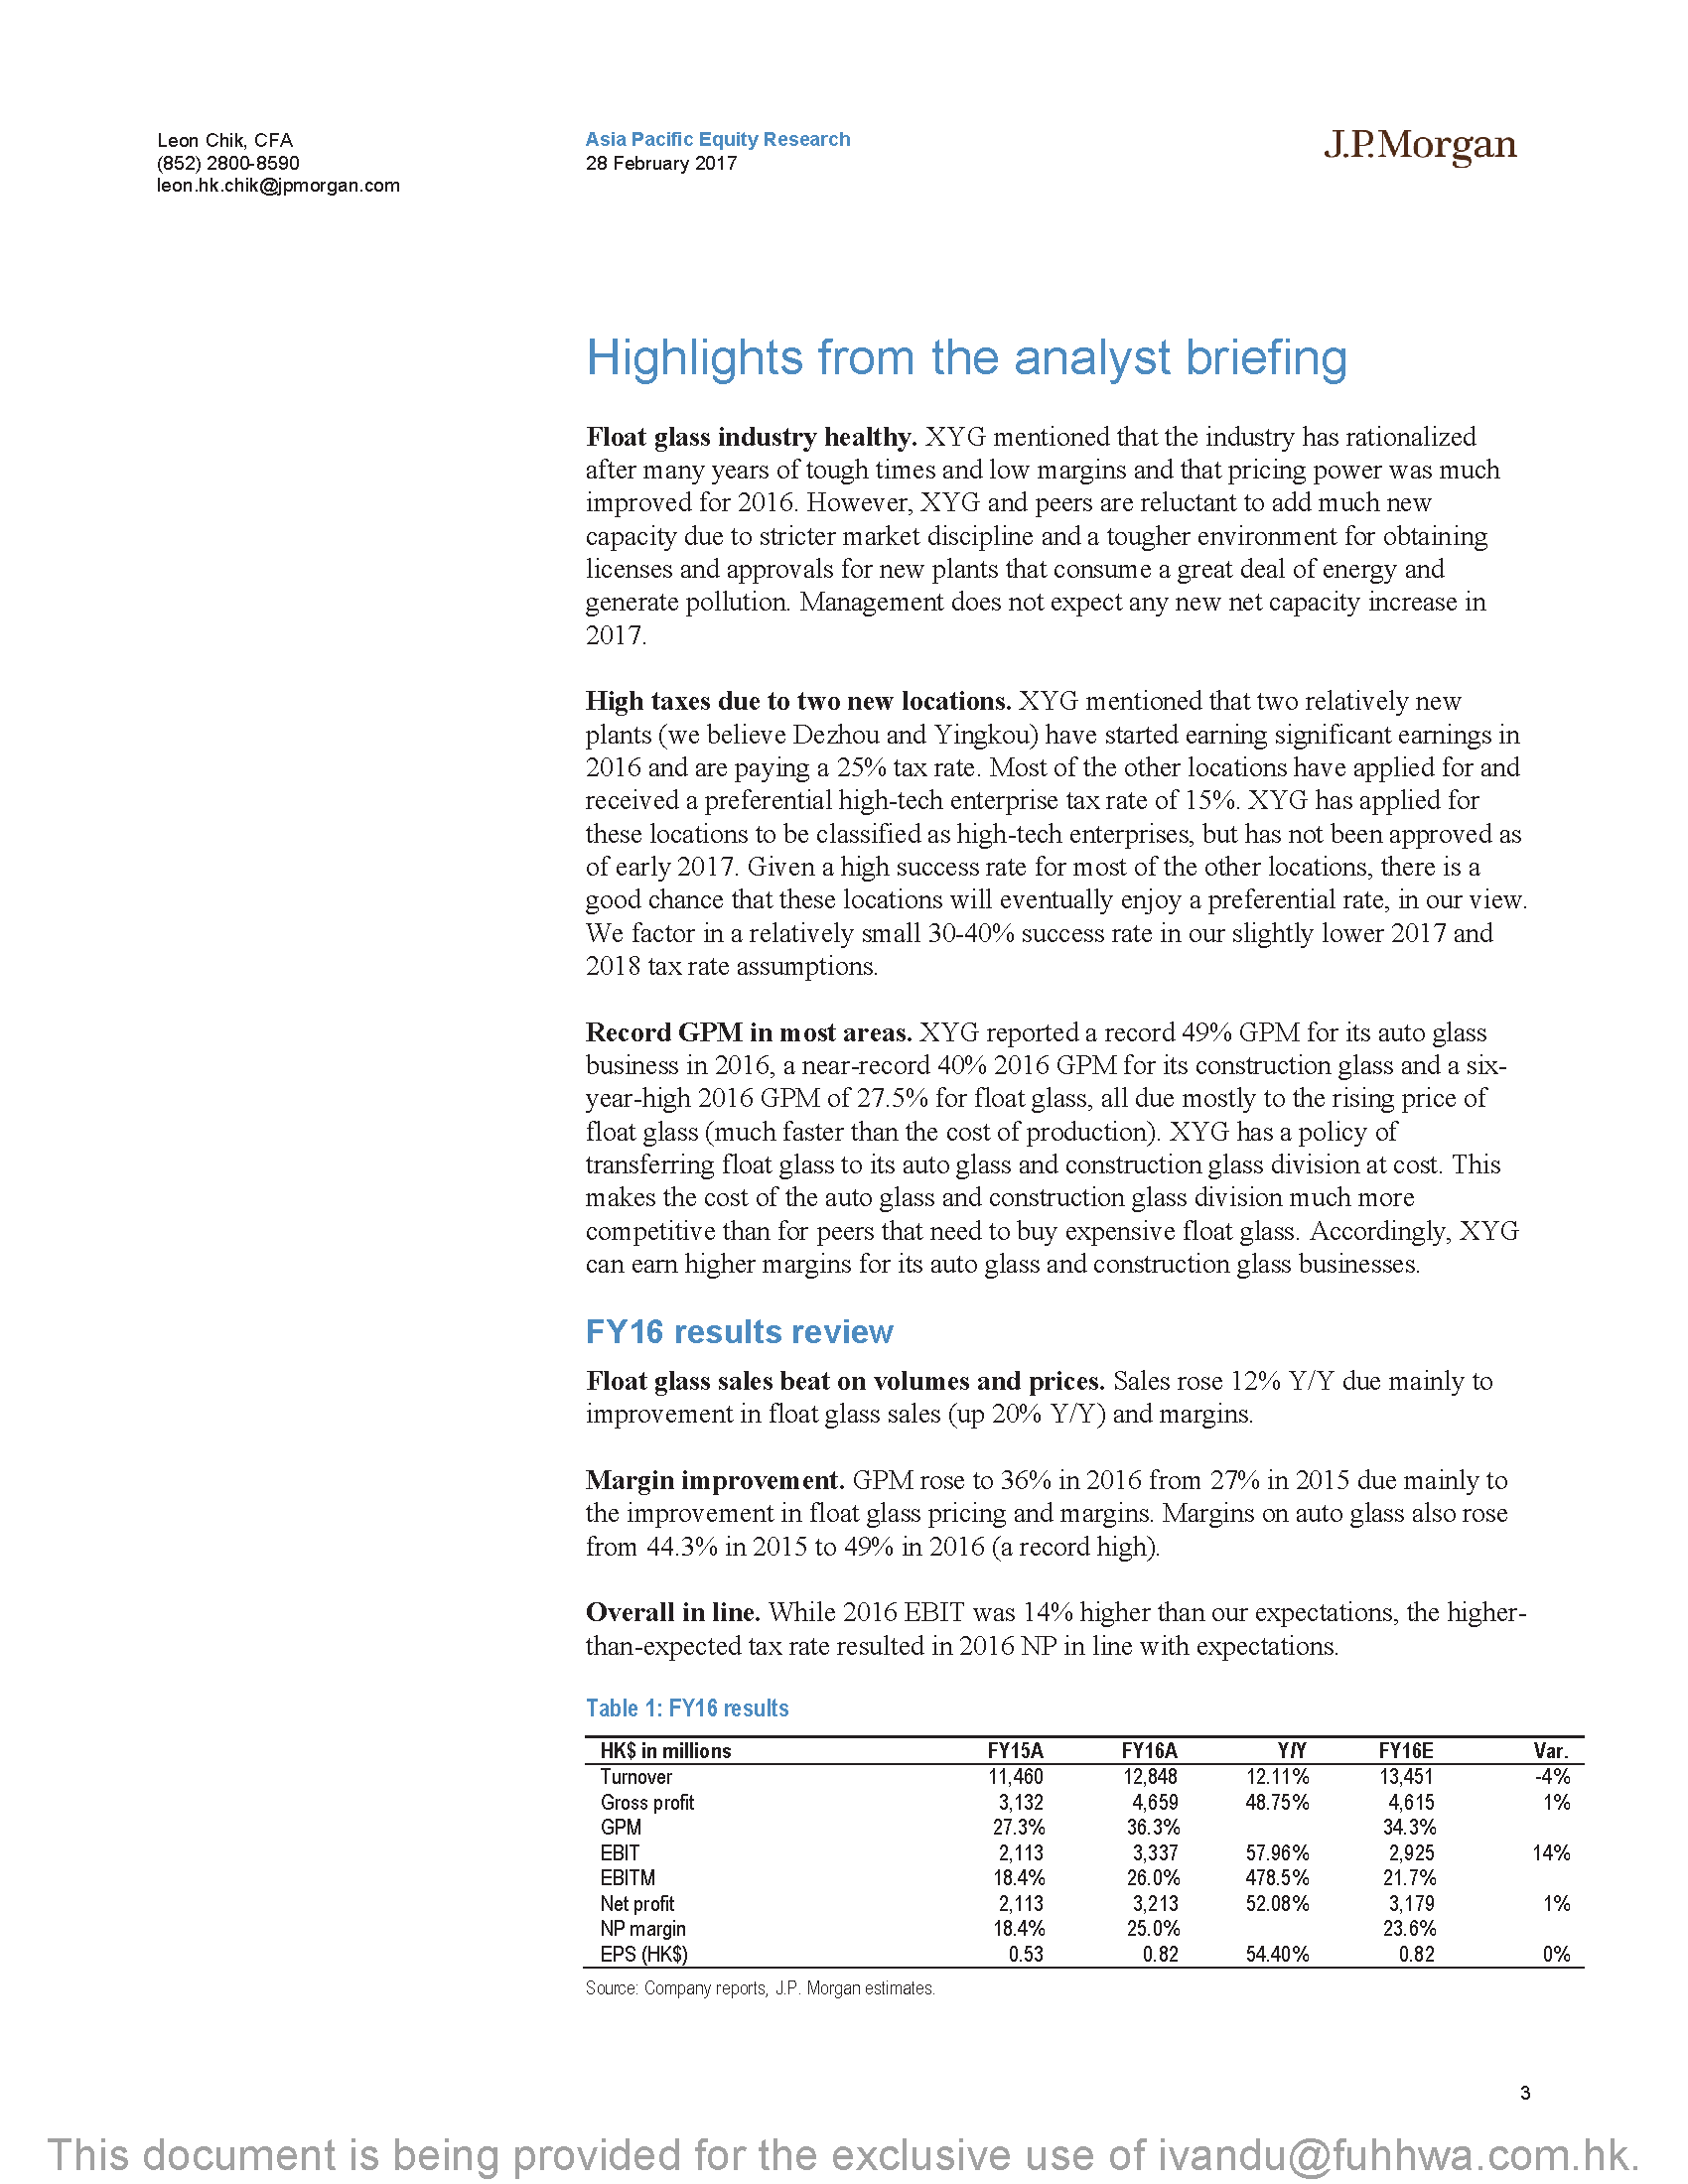 Leon Chik, CFA
(852) 2800-8590
leon.hk.chik@jpmorgan.com
Asia Pacific Equity Research
28 February 2017
J.P.Morgan
Highlights from the analyst briefing
Float glass industry healthy. XYG mentioned that the industry has rationalized
after many years of tough times and low margins and that pricing power was much
improved for 2016. However, XYG and peers are reluctant to add much new
capacity due to stricter market discipline and a tougher environment for obtaining
licenses and approvals for new plants that consume a great deal of energy and
generate pollution. Management does not expect any new net capacity increase in
2017.
High taxes due to two new locations. XYG mentioned that two relatively new
plants (we believe Dezhou and Yingkou) have started earning significant earnings in
2016 and are paying a 25% tax rate. Most of the other locations have applied for and
received a preferential high-tech enterprise tax rate of 15%. XYG has applied for
these locations to be classified as high-tech enterprises, but has not been approved as
of early 2017. Given a high success rate for most of the other locations, there is a
good chance that these locations will eventually enjoy a preferential rate, in our view.
We factor in a relatively small 30-40% success rate in our slightly lower 2017 and
2018 tax rate assumptions.
Record GPM in most areas. XYG reported a record 49% GPM for its auto glass
business in 2016, a near-record 40% 2016 GPM for its construction glass and a six-
year-high 2016 GPM of 27.5% for float glass, all due mostly to the rising price of
float glass (much faster than the cost of production). XYG has a policy of
transferring float glass to its auto glass and construction glass division at cost. This
makes the cost of the auto glass and construction glass division much more
competitive than for peers that need to buy expensive float glass. Accordingly, XYG
can earn higher margins for its auto glass and construction glass businesses.
FY16 results review
Float glass sales beat on volumes and prices. Sales rose 12% Y/Y due mainly to
improvement in float glass sales (up 20% Y/Y) and margins.
Margin improvement. GPM rose to 36% in 2016 from 27% in 2015 due mainly to
the improvement in float glass pricing and margins. Margins on auto glass also rose
from 44.3% in 2015 to 49% in 2016 (a record high).
Overall in line. While 2016 EBIT was 14% higher than our expectations, the higher-
than-expected tax rate resulted in 2016 NP in line with expectations.
Table 1: FY16 results
HK$ in millions FY15A FY16A Y/Y FY16E Var.
Turnover 11,460 12,848 12.11% 13,451 -4%
Gross profit 3,132 4,659 48.75% 4,615 1%
GPM 27.3% 36.3% 34.3%
EBIT 2,113 3,337 57.96% 2,925 14%
EBITM 18.4% 26.0% 478.5% 21.7%
Net profit 2,113 3,213 52.08% 3,179 1%
NP margin 18.4% 25.0% 23.6%
EPS (HK$) 0.53 0.82 54.40% 0.82 0%
Source: Company reports, J.P. Morgan estimates.
3
This document is being provided for the exclusive use of ivandu@fuhhwa.com.hk.